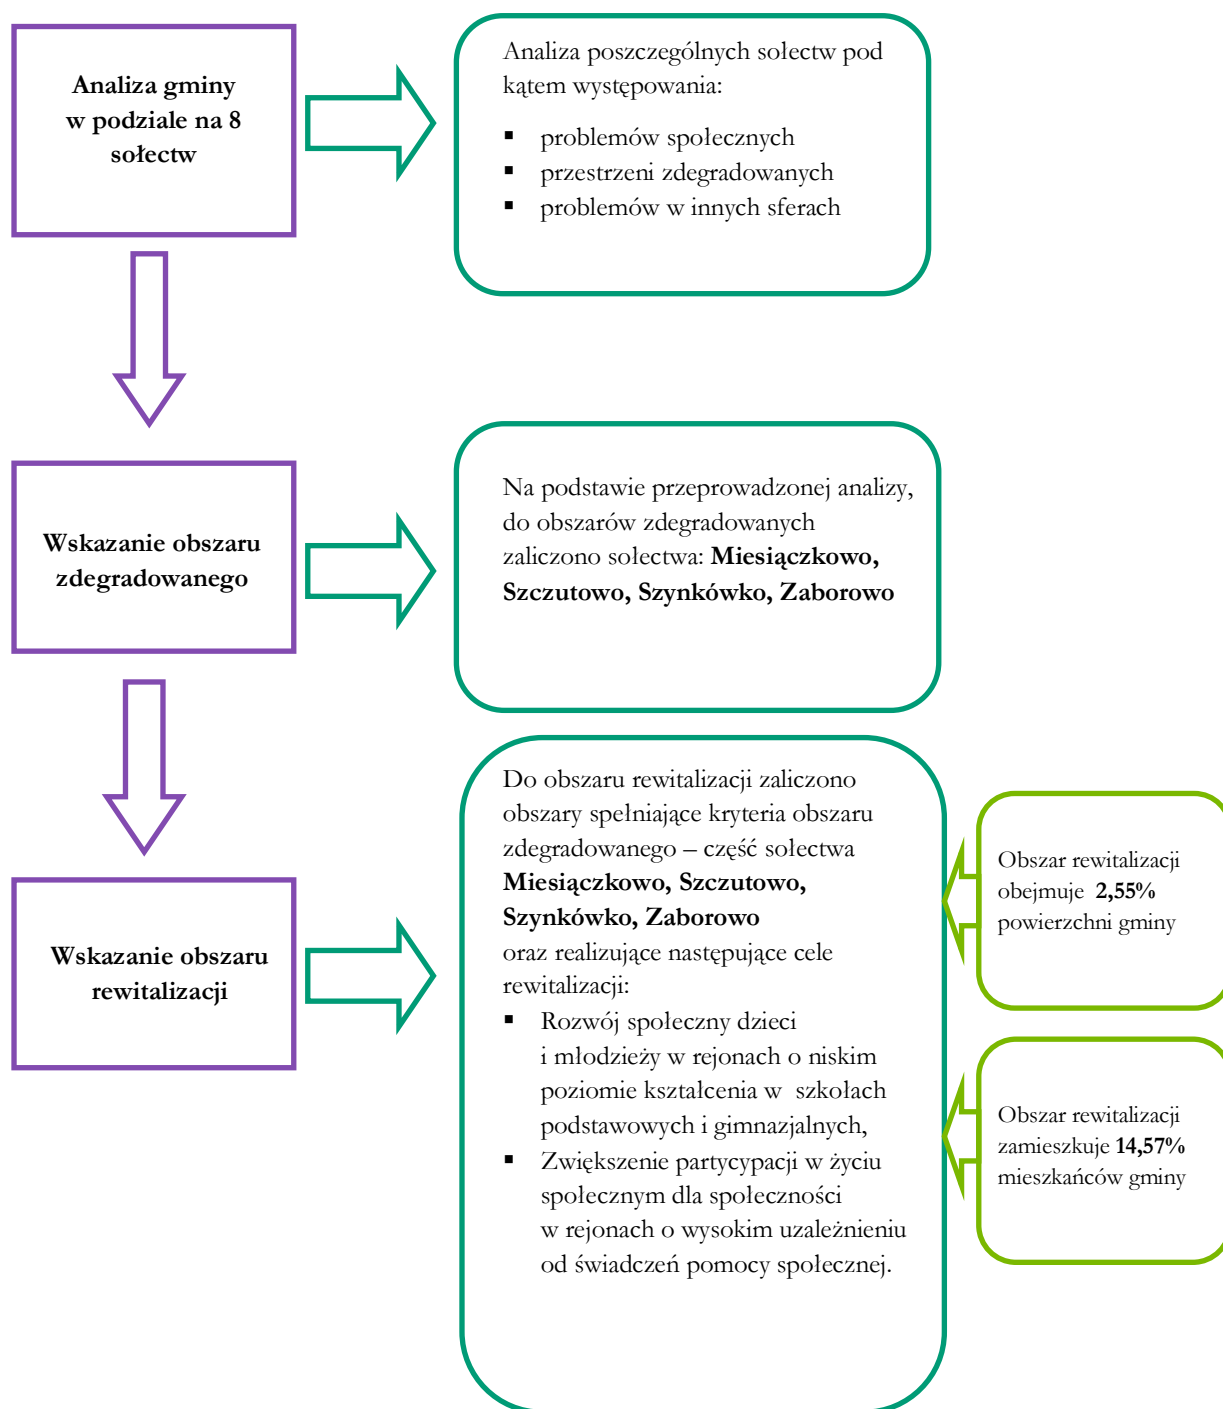 Analiza gminy
w podziale na 8
sołectw
Analiza poszczególnych sołectw pod
kątem występowania:
▪ problemów społecznych
▪ przestrzeni zdegradowanych
▪ problemów w innych sferach
Wskazanie obszaru
zdegradowanego
Na podstawie przeprowadzonej analizy,
do obszarów zdegradowanych
zaliczono sołectwa: Miesiączkowo,
Szczutowo, Szynkówko, Zaborowo
Wskazanie obszaru
rewitalizacji
Do obszaru rewitalizacji zaliczono
obszary spełniające kryteria obszaru
zdegradowanego – część sołectwa
Miesiączkowo, Szczutowo,
Szynkówko, Zaborowo
oraz realizujące następujące cele
rewitalizacji:
▪ Rozwój społeczny dzieci
i młodzieży w rejonach o niskim
poziomie kształcenia w szkołach
podstawowych i gimnazjalnych,
▪ Zwiększenie partycypacji w życiu
społecznym dla społeczności
w rejonach o wysokim uzależnieniu
od świadczeń pomocy społecznej.
Obszar rewitalizacji
obejmuje 2,55%
powierzchni gminy
Obszar rewitalizacji
zamieszkuje 14,57%
mieszkańców gminy